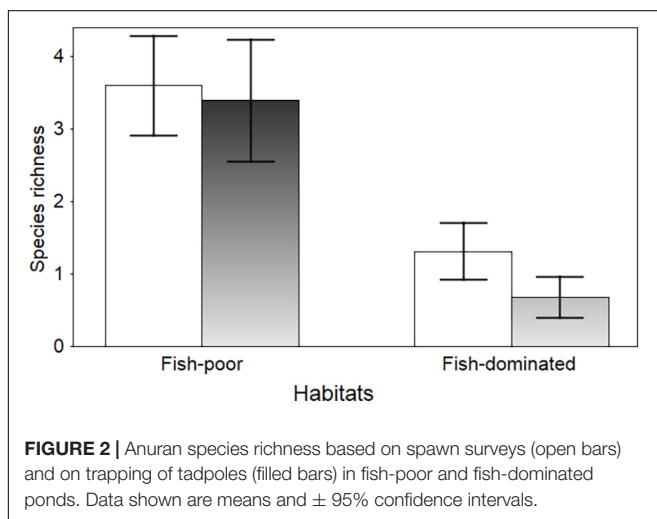 4
3
2
1
0
Species richness
Fish-poor Fish-dominated
Habitats
FIGURE 2 | Anuran species richness based on spawn surveys (open bars)
and on trapping of tadpoles (filled bars) in fish-poor and fish-dominated
ponds. Data shown are means and ± 95% confidence intervals.